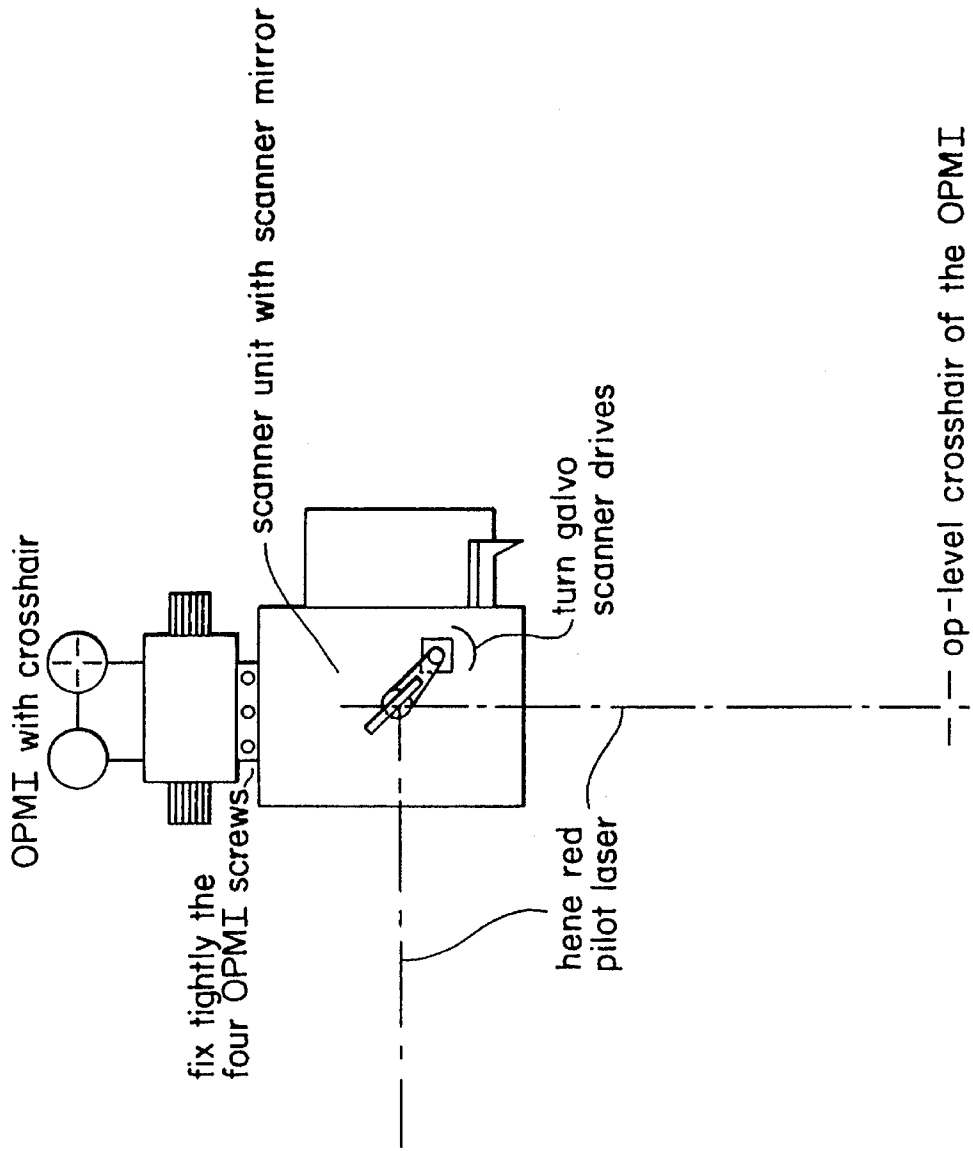 OPMI with crosshair
fix tightly the
four OPMI screws
scanner unit with scanner mirror
turn galvo
scanner drives
hene red
pilot laser
op-level crosshair of the OPMI